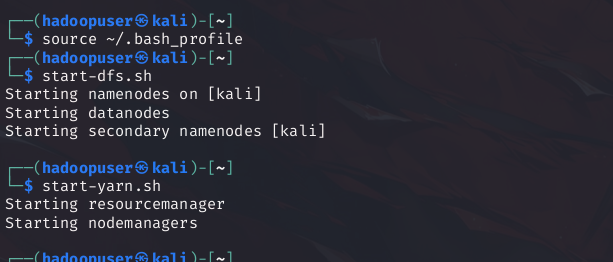 ┌──(hadoopuser㉿kali)-[~]
└─$ source ~/.bash_profile
┌──(hadoopuser㉿kali)-[~]
└─$ start-dfs.sh
Starting namenodes on [kali]
Starting datanodes
Starting secondary namenodes [kali]
┌──(hadoopuser㉿kali)-[~]
└─$ start-yarn.sh
Starting resourcemanager
Starting nodemanagers
┌──(hadoopuser㉿kali)-[~]